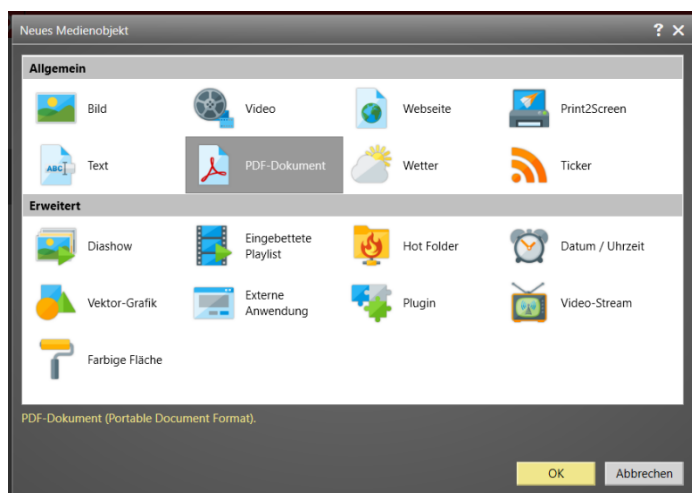 Neues Medienobjekt
? X
Allgemein
Bild
Video
Webseite
Print2Screen
ABC
Text
PDF-Dokument
Wetter
Ticker
Erweitert
Diashow
Eingebettete
Playlist
Hot Folder
Datum / Uhrzeit
Vektor-Grafik
Externe
Anwendung
Plugin
Video-Stream
Farbige Fläche
PDF-Dokument (Portable Document Format).
OK
Abbrechen